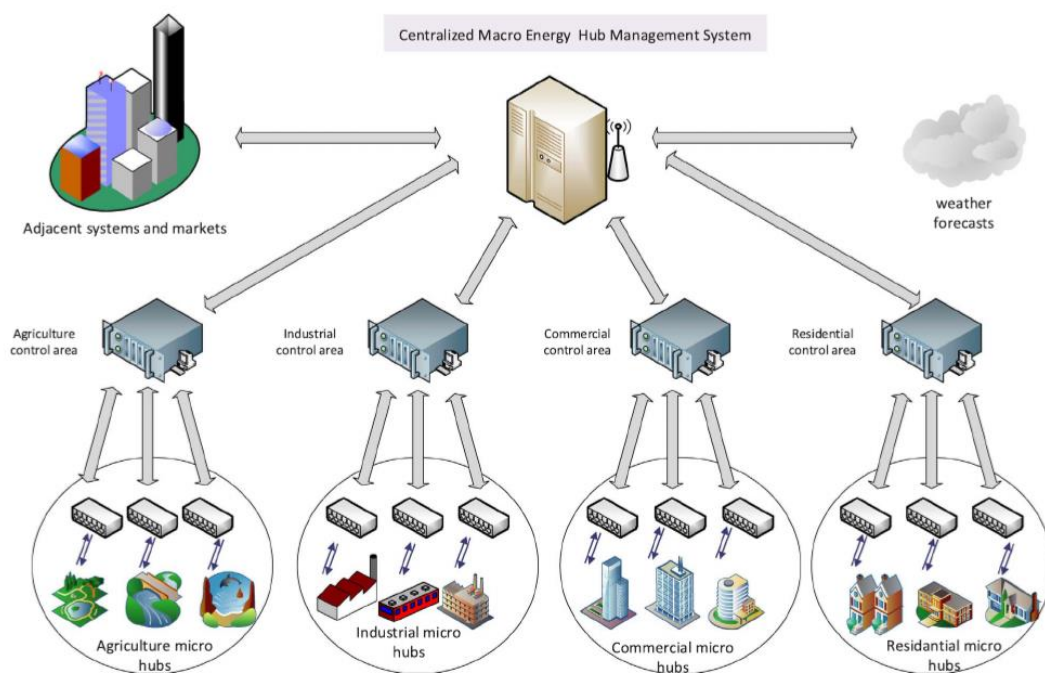 Centralized Macro Energy Hub Management System
Adjacent systems and markets
weather
forecasts
Agriculture
control area
Industrial
control area
Commercial
control area
Residential
control area
Agriculture micro
hubs
Industrial micro
hubs
Commercial micro
hubs
Residantial micro
hubs